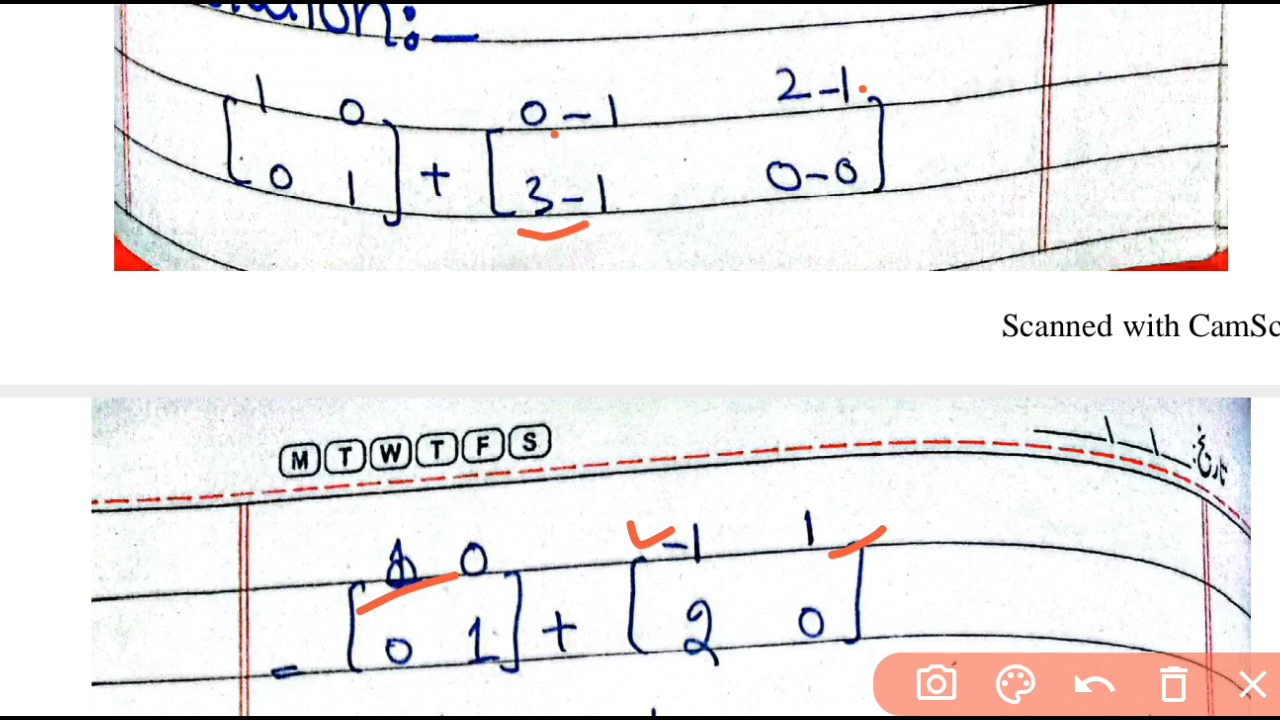 1 0 0-1 2-1
0 1 + 3-1 0-0
Scanned with CamSc
M T W T F S
تاریخ:
0 -1 1
= 0 1 + 2 0